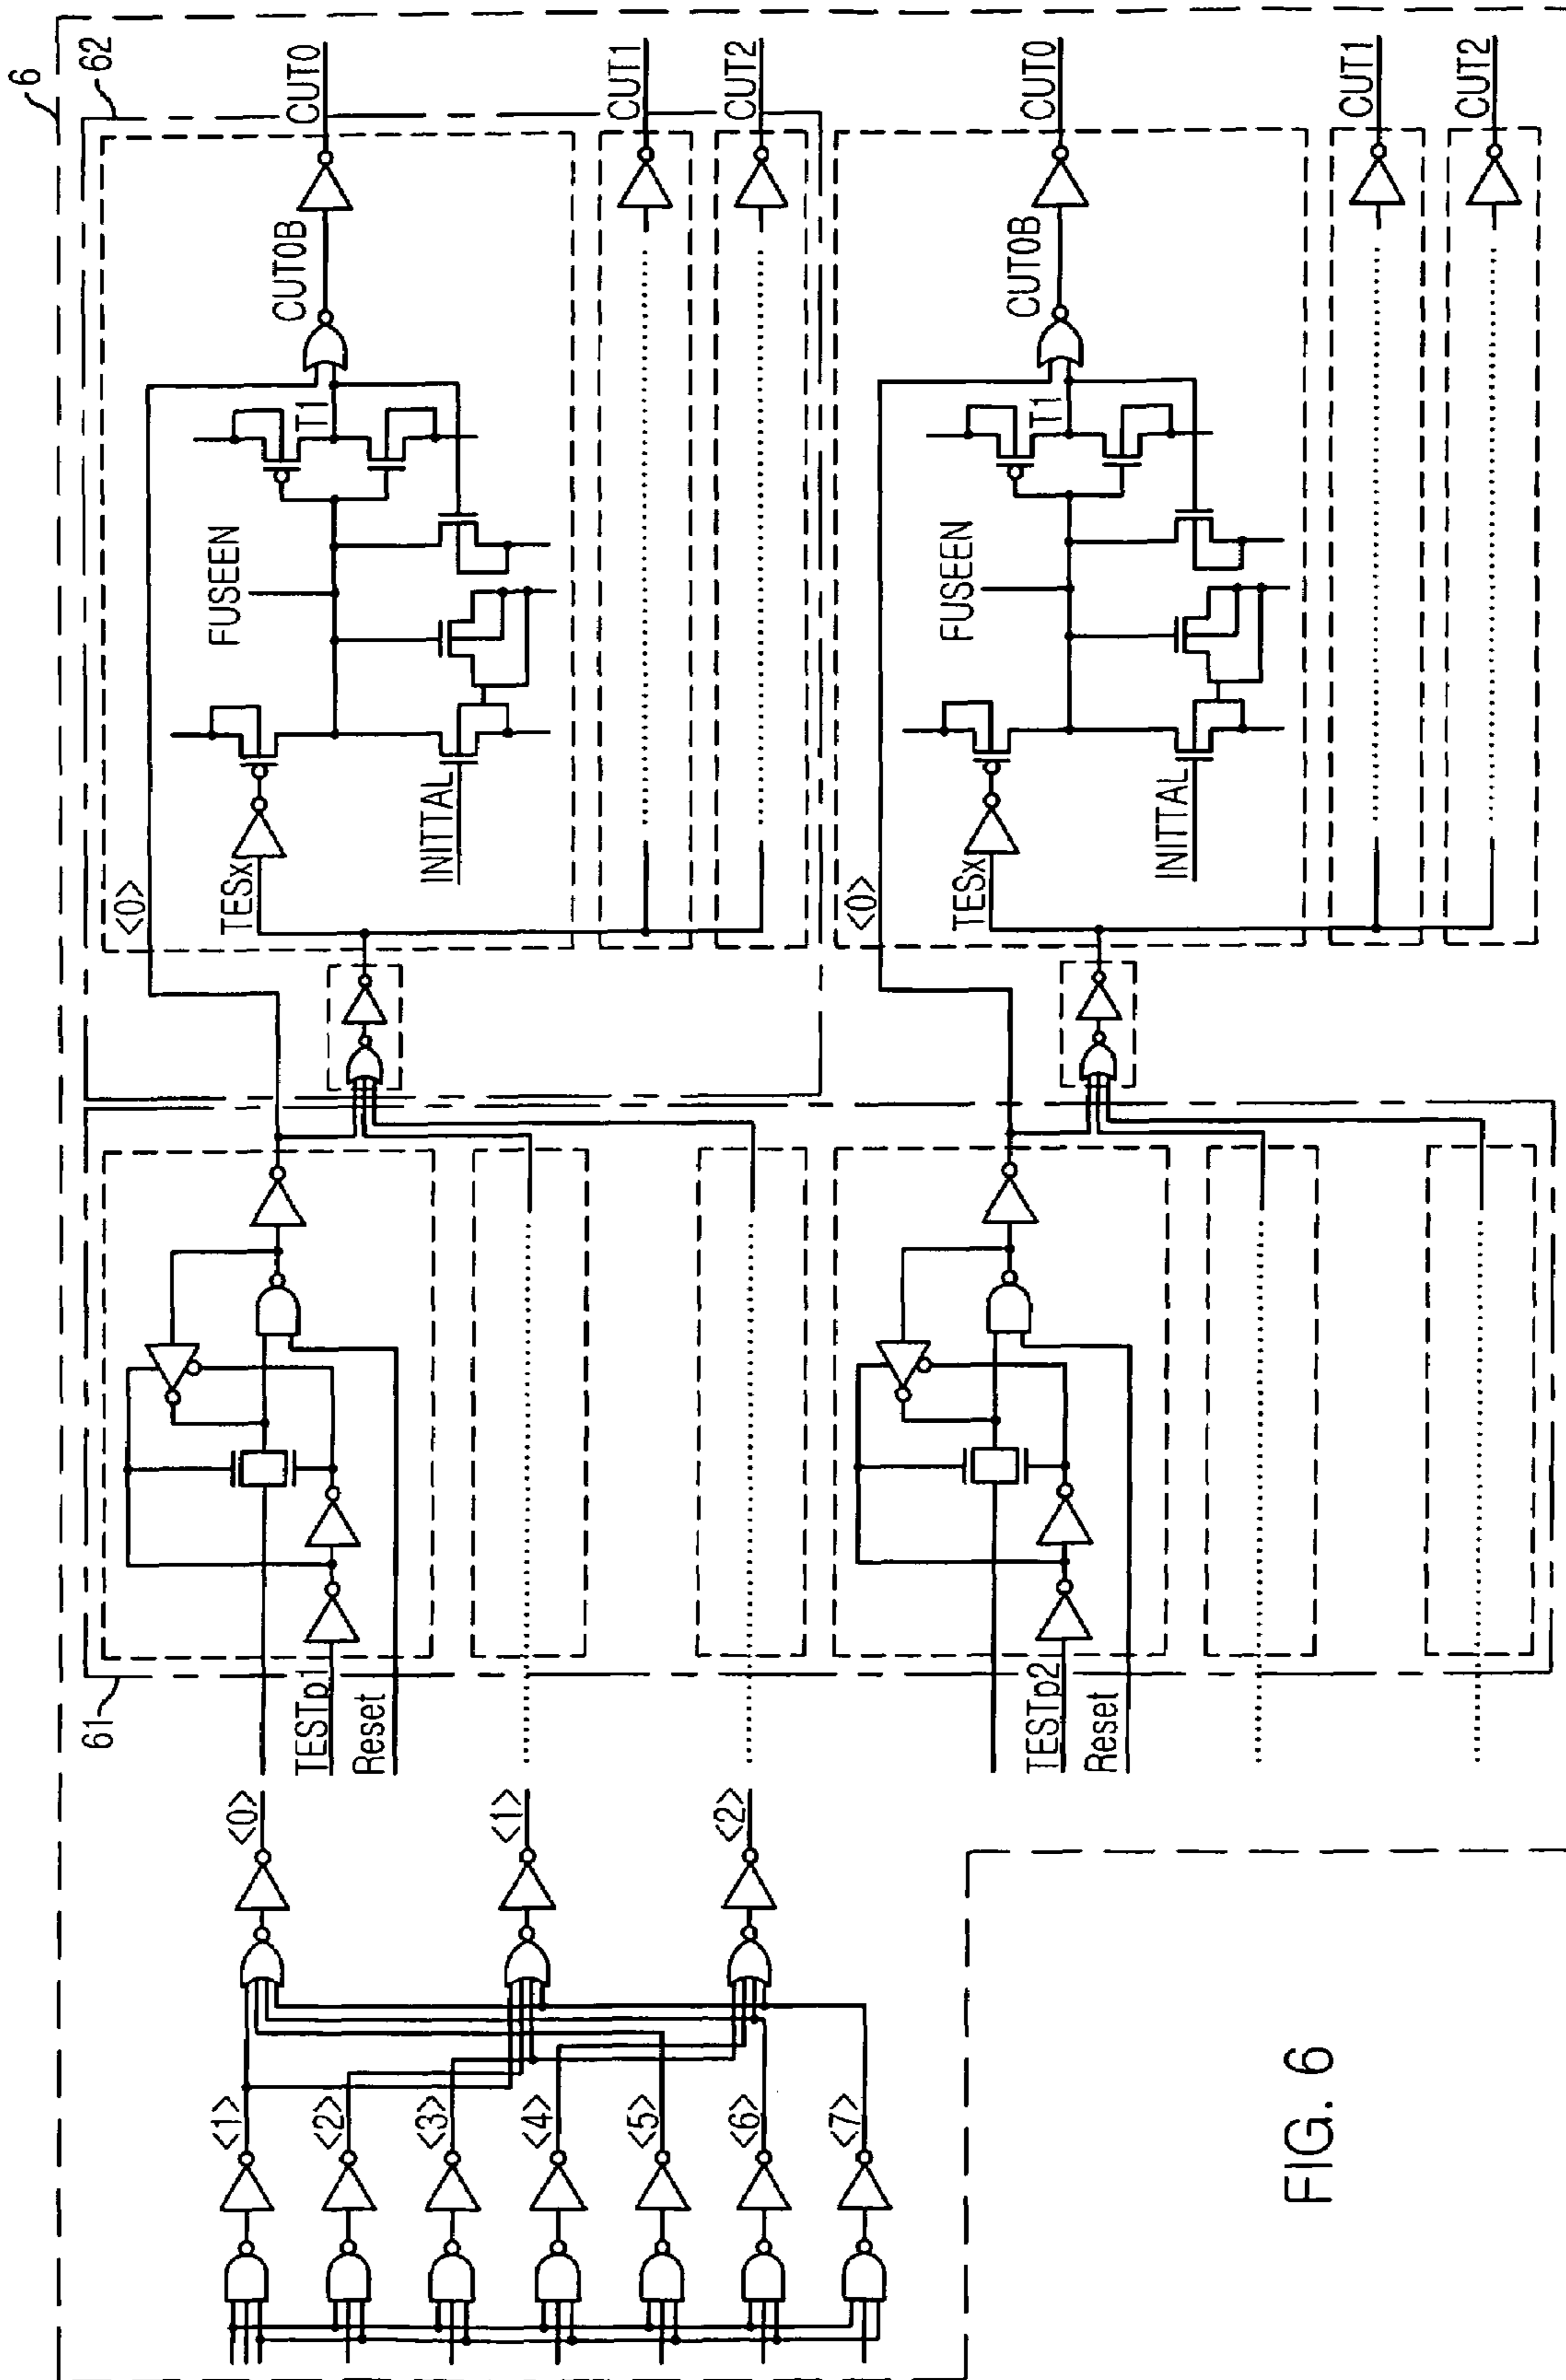 6
62
61
<1>
<2>
<3>
<4>
<5>
<6>
<7>
<0>
<1>
<2>
TESTp1
Reset
TESTp2
Reset
<0>
TESx
INITTAL
FUSEEN
T1
CUT0B
CUT0
CUT1
CUT2
<0>
TESx
INITTAL
FUSEEN
T1
CUT0B
CUT0
CUT1
CUT2
FIG. 6